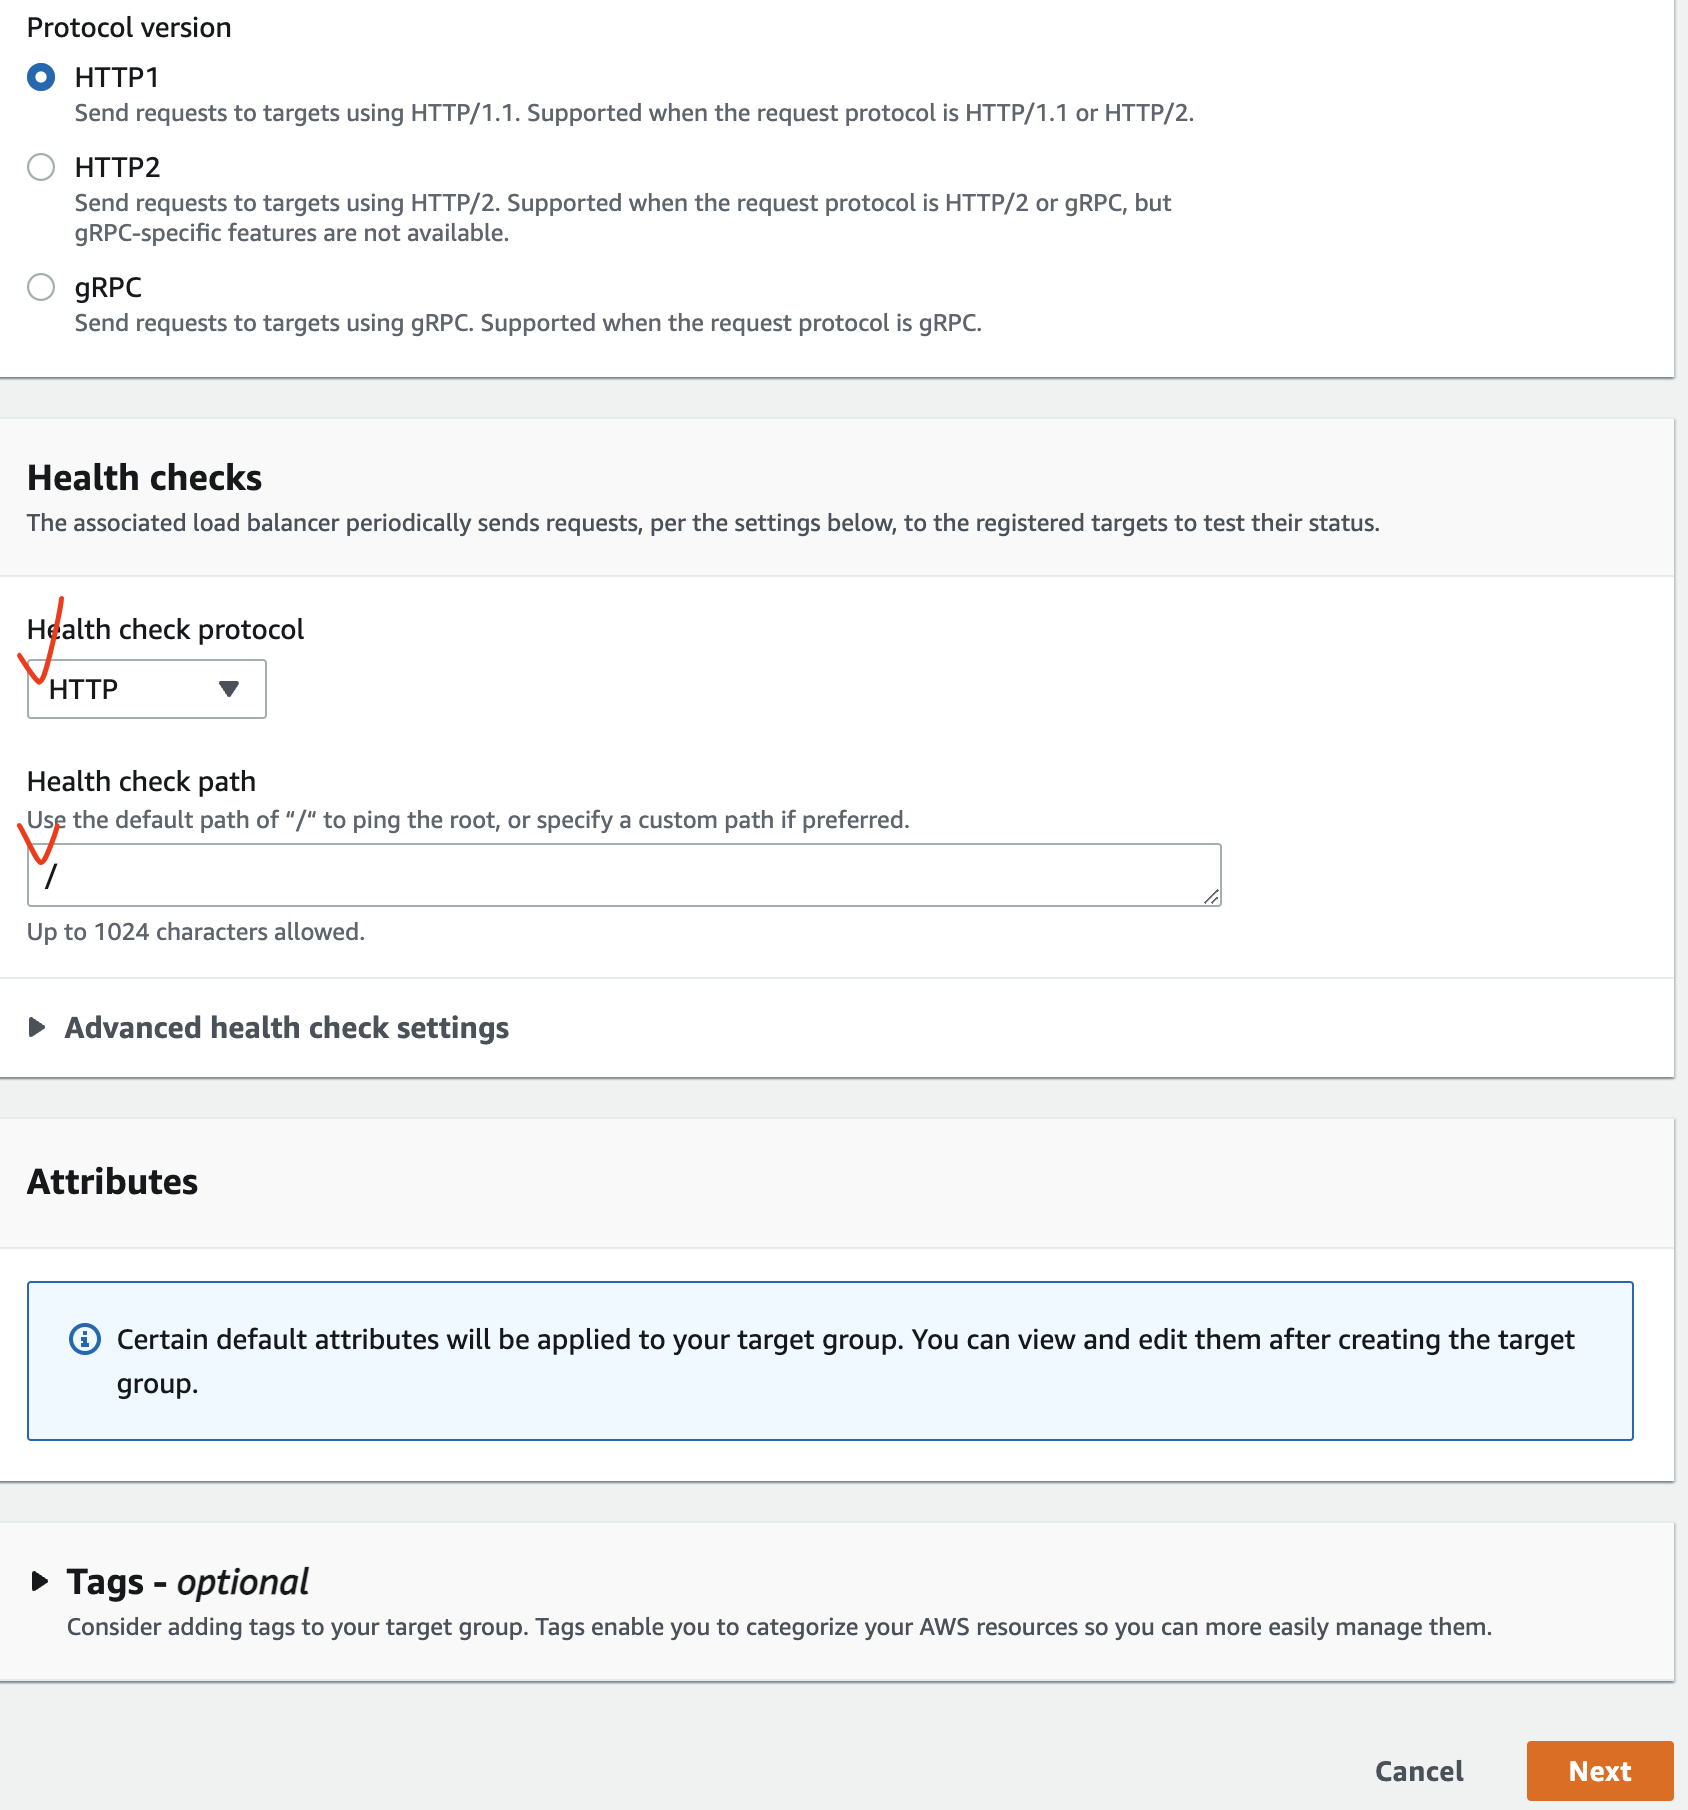 Protocol version
HTTP1
Send requests to targets using HTTP/1.1. Supported when the request protocol is HTTP/1.1 or HTTP/2.
HTTP2
Send requests to targets using HTTP/2. Supported when the request protocol is HTTP/2 or gRPC, but
gRPC-specific features are not available.
gRPC
Send requests to targets using gRPC. Supported when the request protocol is gRPC.
Health checks
The associated load balancer periodically sends requests, per the settings below, to the registered targets to test their status.
Health check protocol
HTTP
Health check path
Use the default path of “/“ to ping the root, or specify a custom path if preferred.
/
Up to 1024 characters allowed.
Advanced health check settings
Attributes
Certain default attributes will be applied to your target group. You can view and edit them after creating the target
group.
Tags - optional
Consider adding tags to your target group. Tags enable you to categorize your AWS resources so you can more easily manage them.
Cancel
Next